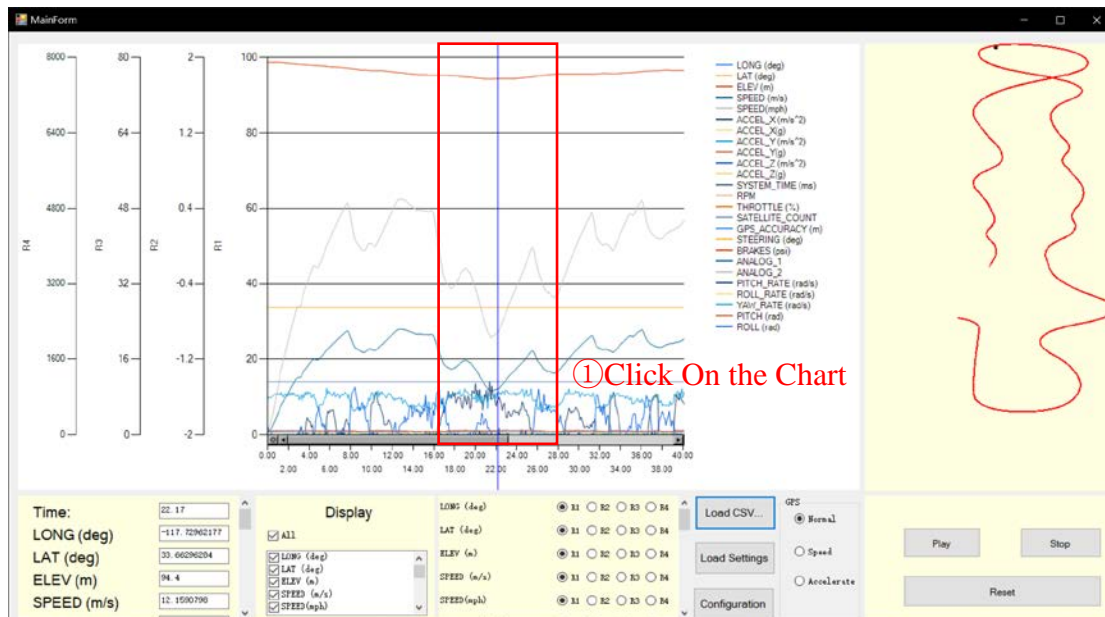 MainForm
8000 80 2 100
6400 64 1.2 80
4800 48 0.4 60
R4 R3 R2 R1
3200 32 -0.4 40
1600 16 -1.2 20
0 0 -2 0
0.00 4.00 8.00 12.00 16.00 20.00 24.00 28.00 32.00 36.00 40.00
2.00 6.00 10.00 14.00 18.00 22.00 26.00 30.00 34.00 38.00
LONG (deg)
LAT (deg)
ELEV (m)
SPEED (m/s)
SPEED(mph)
ACCEL_X (m/s^2)
ACCEL_X(g)
ACCEL_Y (m/s^2)
ACCEL_Y(g)
ACCEL_Z (m/s^2)
ACCEL_Z(g)
SYSTEM_TIME (ms)
RPM
THROTTLE (%)
SATELLITE_COUNT
GPS_ACCURACY (m)
STEERING (deg)
BRAKES (psi)
ANALOG_1
ANALOG_2
PITCH_RATE (rad/s)
ROLL_RATE (rad/s)
YAW_RATE (rad/s)
PITCH (rad)
ROLL (rad)
①Click On the Chart
Time: 22.17
LONG (deg) -117.72962177
LAT (deg) 33.66296284
ELEV (m) 94.4
SPEED (m/s) 12.1590798
Display
All
LONG (deg)
LAT (deg)
ELEV (m)
SPEED (m/s)
SPEED(mph)
LONG (deg) R1 R2 R3 R4
LAT (deg) R1 R2 R3 R4
ELEV (m) R1 R2 R3 R4
SPEED (m/s) R1 R2 R3 R4
SPEED(mph) R1 R2 R3 R4
Load CSV...
Load Settings
Configuration
GPS
Normal
Speed
Accelerate
Play Stop
Reset